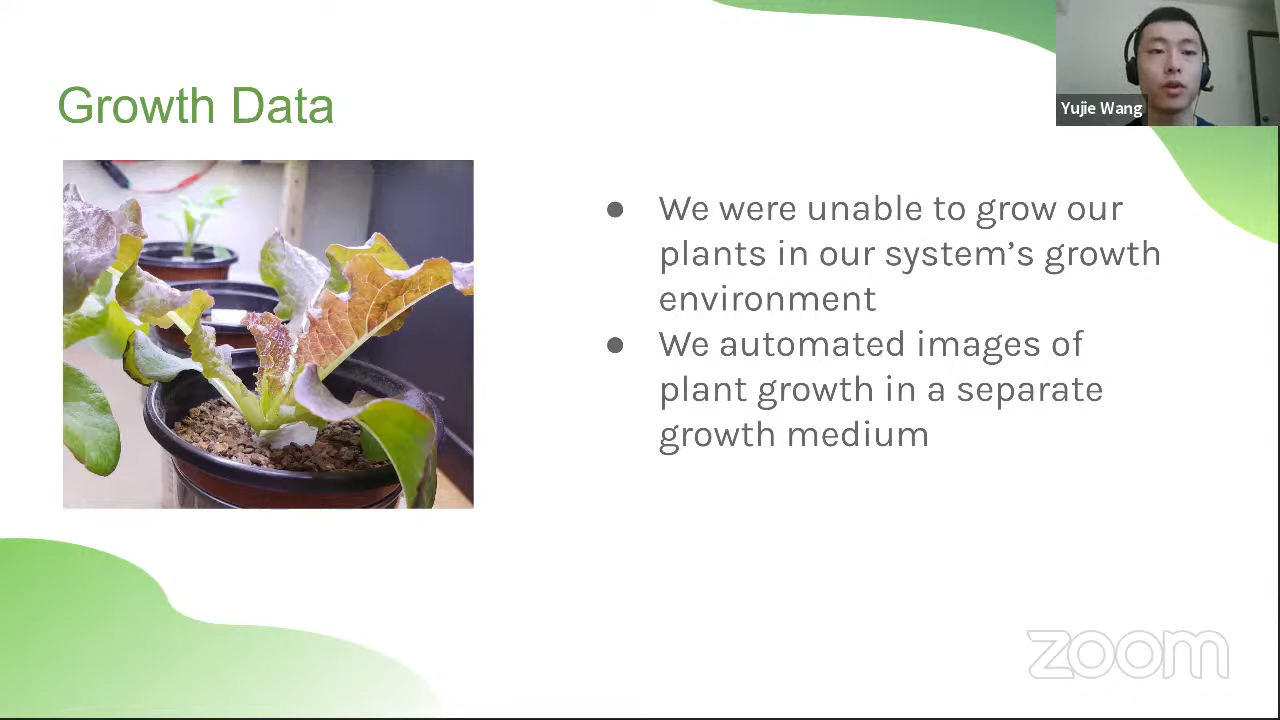 Growth Data
Yujie Wang
● We were unable to grow our
plants in our system’s growth
environment
● We automated images of
plant growth in a separate
growth medium
zoom